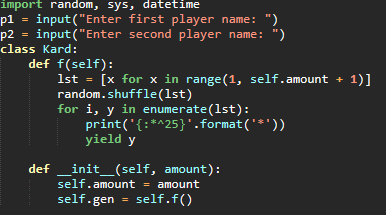 import random, sys, datetime
p1 = input("Enter first player name: ")
p2 = input("Enter second player name: ")
class Kard:
    def f(self):
        lst = [x for x in range(1, self.amount + 1)]
        random.shuffle(lst)
        for i, y in enumerate(lst):
            print('{:*^25}'.format('*'))
            yield y
    def __init__(self, amount):
        self.amount = amount
        self.gen = self.f()